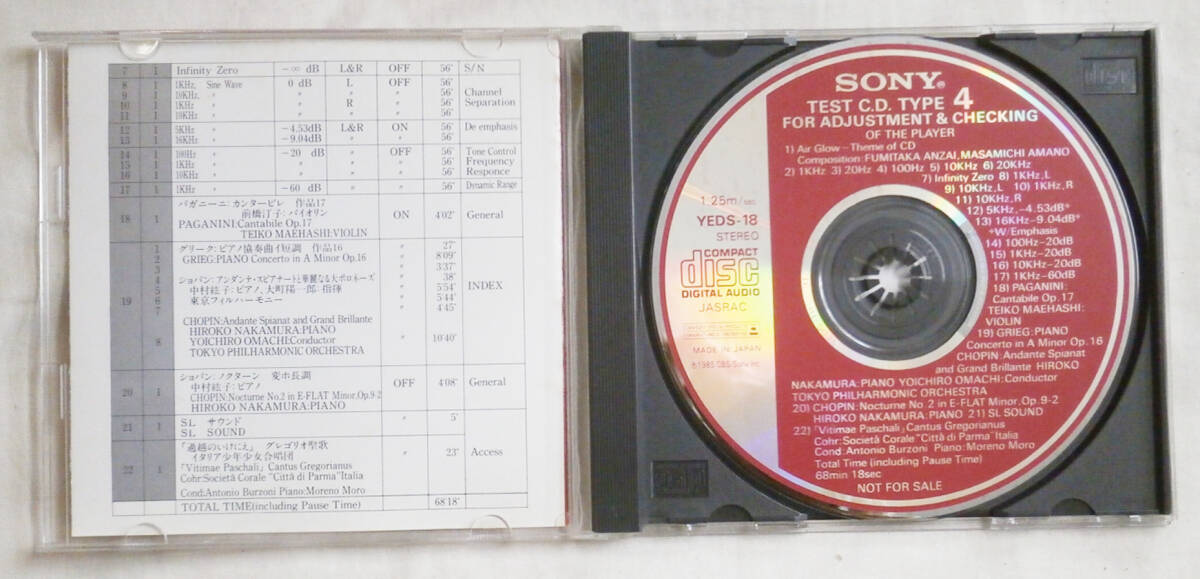 7 1 Infinity Zero −∞ dB L&R OFF 56" S/N
8 1 1KHz, Sine Wave 0 dB L OFF 56"
9 1 10KHz, 〃 〃 〃 〃 56" Channel
10 1 1KHz 〃 〃 R 〃 56" Separation
11 1 10KHz 〃 〃 〃 〃 56"
12 1 5KHz 〃 −4.53dB L&R ON 56" De emphasis
13 1 16KHz 〃 −9.04dB 〃 〃 56"
14 1 100Hz 〃 −20 dB 〃 OFF 56" Tone Control
15 1 1KHz 〃 〃 〃 〃 56" Frequency
16 1 10KHz 〃 〃 〃 〃 56" Responce
17 1 1KHz 〃 −60 dB 〃 〃 56" Dynamic Range
パガニーニ:カンタービレ 作品17
18 1 前橋汀子:バイオリン ON 4'02" General
PAGANINI:Cantabile Op.17
TEIKO MAEHASHI:VIOLIN
1 グリーク:ピアノ協奏曲イ短調 作品16 〃 27"
2 GRIEG:PIANO Concerto in A Minor Op.16 〃 8'09"
3 〃 3'37"
4 ショパン:アンダンテ・スピアナートと華麗なる大ポロネーズ 〃 38"
5 中村紘子:ピアノ、大町陽一郎:指揮 〃 5'54" INDEX
19 6 東京フィルハーモニー 〃 5'44"
7 〃 4'45"
CHOPIN:Andante Spianat and Grand Brillante
HIROKO NAKAMURA:PIANO
8 YOICHIRO OMACHI:Conductor 〃 10'40"
TOKYO PHILHARMONIC ORCHESTRA
ショパン:ノクターン 変ホ長調
20 1 中村紘子:ピアノ OFF 4'08" General
CHOPIN:Nocturne No.2 in E-FLAT Minor,Op.9-2
HIROKO NAKAMURA:PIANO
21 1 SL サウンド 〃 5'
SL SOUND
「過越のいけにえ」 グレゴリオ聖歌
イタリア少年少女合唱団 〃 23" Access
22 1 「Vitimae Paschali」Cantus Gregorianus
Cohr:Società Corale "Città di Parma"Italia
Cond:Antonio Burzoni Piano:Moreno Moro
TOTAL TIME(including Pause Time) 68'18"
SONY®
TEST C.D. TYPE 4
FOR ADJUSTMENT & CHECKING
OF THE PLAYER
1) Air Glow–Theme of CD
Composition: FUMITAKA ANZAI, MASAMICHI AMANO
2) 1KHz 3) 20Hz 4) 100Hz 5) 10KHz 6) 20KHz
7) Infinity Zero 8) 1KHz,L
9) 10KHz,L 10) 1KHz,R
11) 10KHz,R
12) 5KHz,-4.53dB*
13) 16KHz-9.04dB*
*W/Emphasis
14) 100Hz-20dB
15) 1KHz-20dB
16) 10KHz-20dB
17) 1KHz-60dB
18) PAGANINI:
Cantabile Op.17
TEIKO MAEHASHI:
VIOLIN
19) GRIEG:PIANO
Concerto in A Minor Op.16
CHOPIN: Andante Spianat
and Grand Brillante HIROKO
NAKAMURA:PIANO YOICHIRO OMACHI:Conductor
TOKYO PHILHARMONIC ORCHESTRA
20) CHOPIN:Nocturne No.2 in E-FLAT Minor,Op.9-2
HIROKO NAKAMURA:PIANO 21) SL SOUND
22)「Vitimae Paschali」Cantus Gregorianus
Cohr:Società Corale "Città di Parma"Italia
Cond:Antonio Burzoni Piano:Moreno Moro
Total Time (including Pause Time)
68min 18sec
NOT FOR SALE
1.25m/sec
YEDS-18
STEREO
COMPACT
disc
DIGITAL AUDIO
JASRAC
MADE IN JAPAN
℗1985 CBS/Sony Inc.